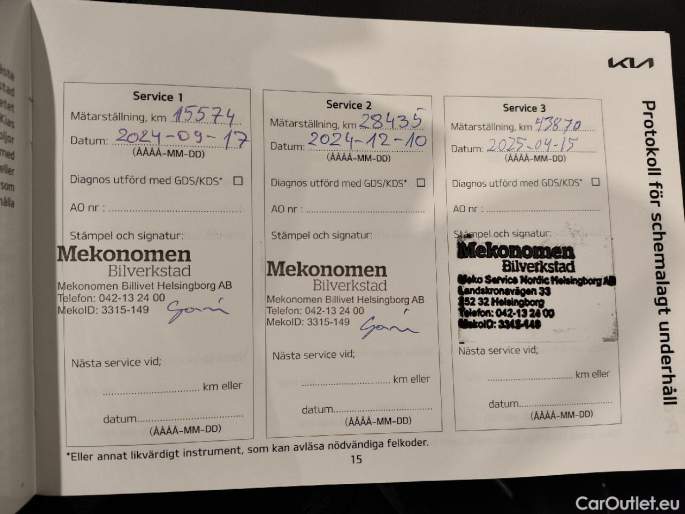 KIA
Protokoll för schemalagt underhåll
Service 1
Mätarställning, km 15574
Datum: 2024-09-17
(ÅÅÅÅ-MM-DD)
Diagnos utförd med GDS/KDS* ☐
AO nr :
Stämpel och signatur:
Mekonomen
Bilverkstad
Mekonomen Billivet Helsingborg AB
Telefon: 042-13 24 00
MekoID: 3315-149
Nästa service vid;
km eller
datum
(ÅÅÅÅ-MM-DD)
Service 2
Mätarställning, km 28435
Datum: 2024-12-10
(ÅÅÅÅ-MM-DD)
Diagnos utförd med GDS/KDS* ☐
AO nr :
Stämpel och signatur:
Mekonomen
Bilverkstad
Mekonomen Billivet Helsingborg AB
Telefon: 042-13 24 00
MekoID: 3315-149
Nästa service vid;
km eller
datum
(ÅÅÅÅ-MM-DD)
Service 3
Mätarställning, km 43870
Datum: 2025-04-15
(ÅÅÅÅ-MM-DD)
Diagnos utförd med GDS/KDS* ☐
AO nr :
Stämpel och signatur:
Mekonomen
Bilverkstad
Meko Service Nordic Helsingborg AB
Landskronavägen 33
252 32 Helsingborg
Telefon: 042-13 24 00
MekoID: 3315-149
Nästa service vid;
km eller
datum
(ÅÅÅÅ-MM-DD)
*Eller annat likvärdigt instrument, som kan avläsa nödvändiga felkoder.
15
CarOutlet.eu